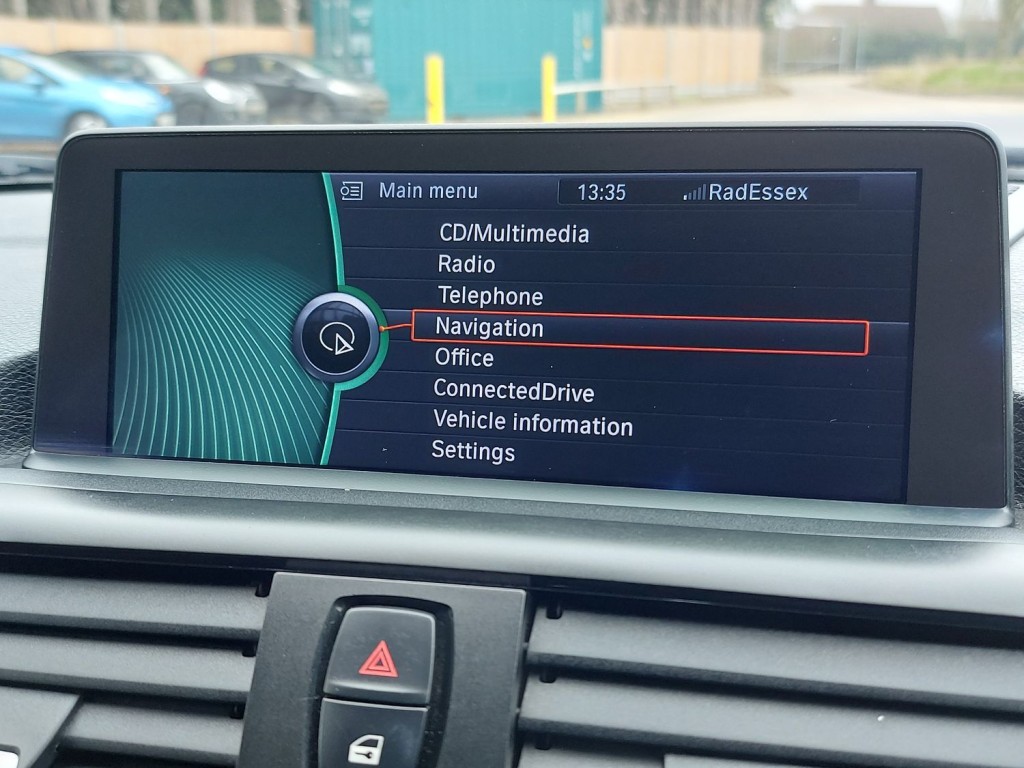 Main menu 13:35 RadEssex
CD/Multimedia
Radio
Telephone
Navigation
Office
ConnectedDrive
Vehicle information
Settings